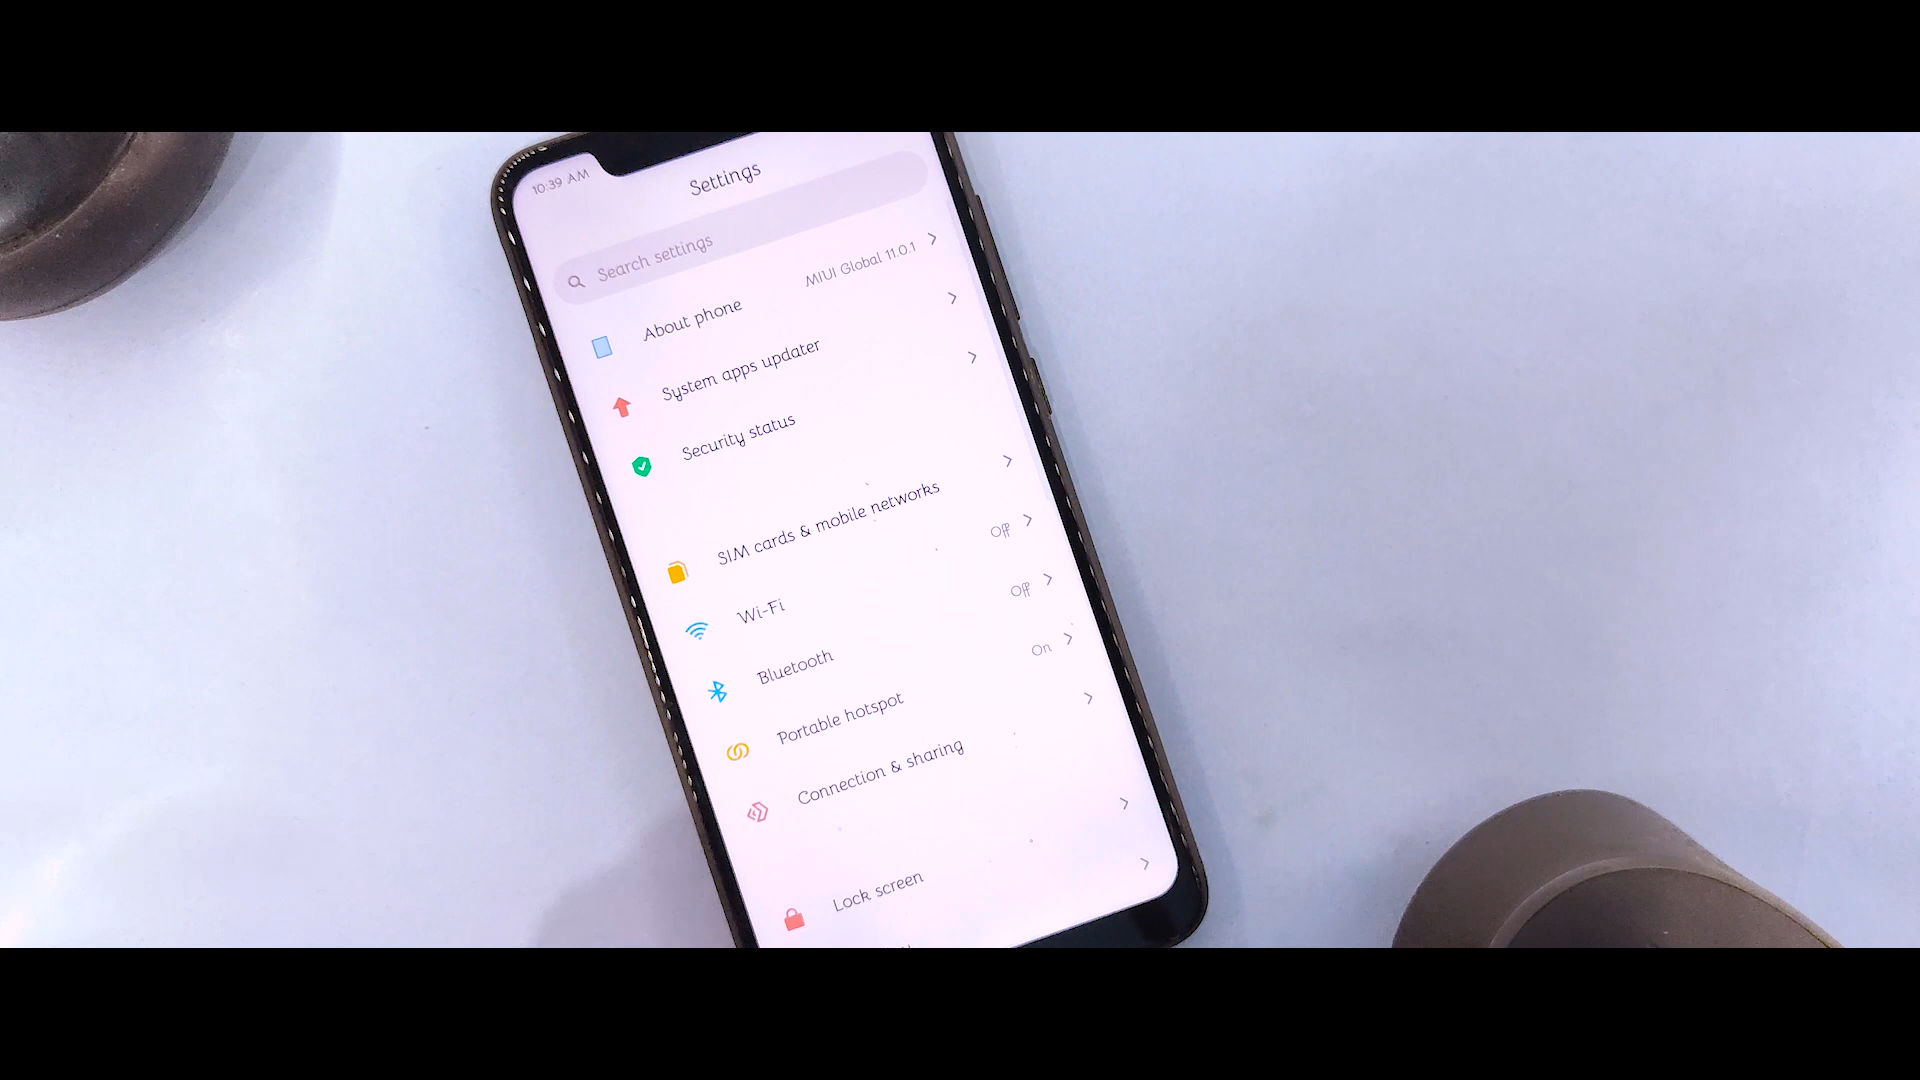 10:39 AM
Settings
Search settings
About phone MIUI Global 11.0.1
System apps updater
Security status
SIM cards & mobile networks
Wi-Fi Off
Bluetooth Off
Portable hotspot On
Connection & sharing
Lock screen